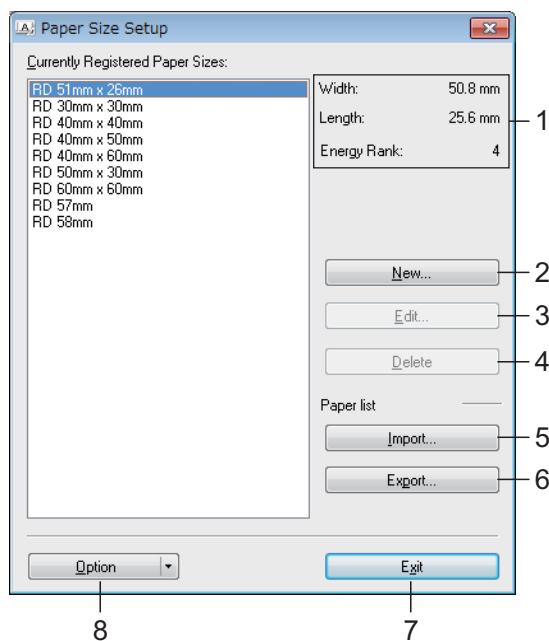 Paper Size Setup
Currently Registered Paper Sizes:
RD 51mm x 26mm
RD 30mm x 30mm
RD 40mm x 40mm
RD 40mm x 50mm
RD 40mm x 60mm
RD 50mm x 30mm
RD 60mm x 60mm
RD 57mm
RD 58mm
Width: 50.8 mm
Length: 25.6 mm
Energy Rank: 4
1
New... 2
Edit... 3
Delete 4
Paper list
Import... 5
Export... 6
Option Exit
8 7